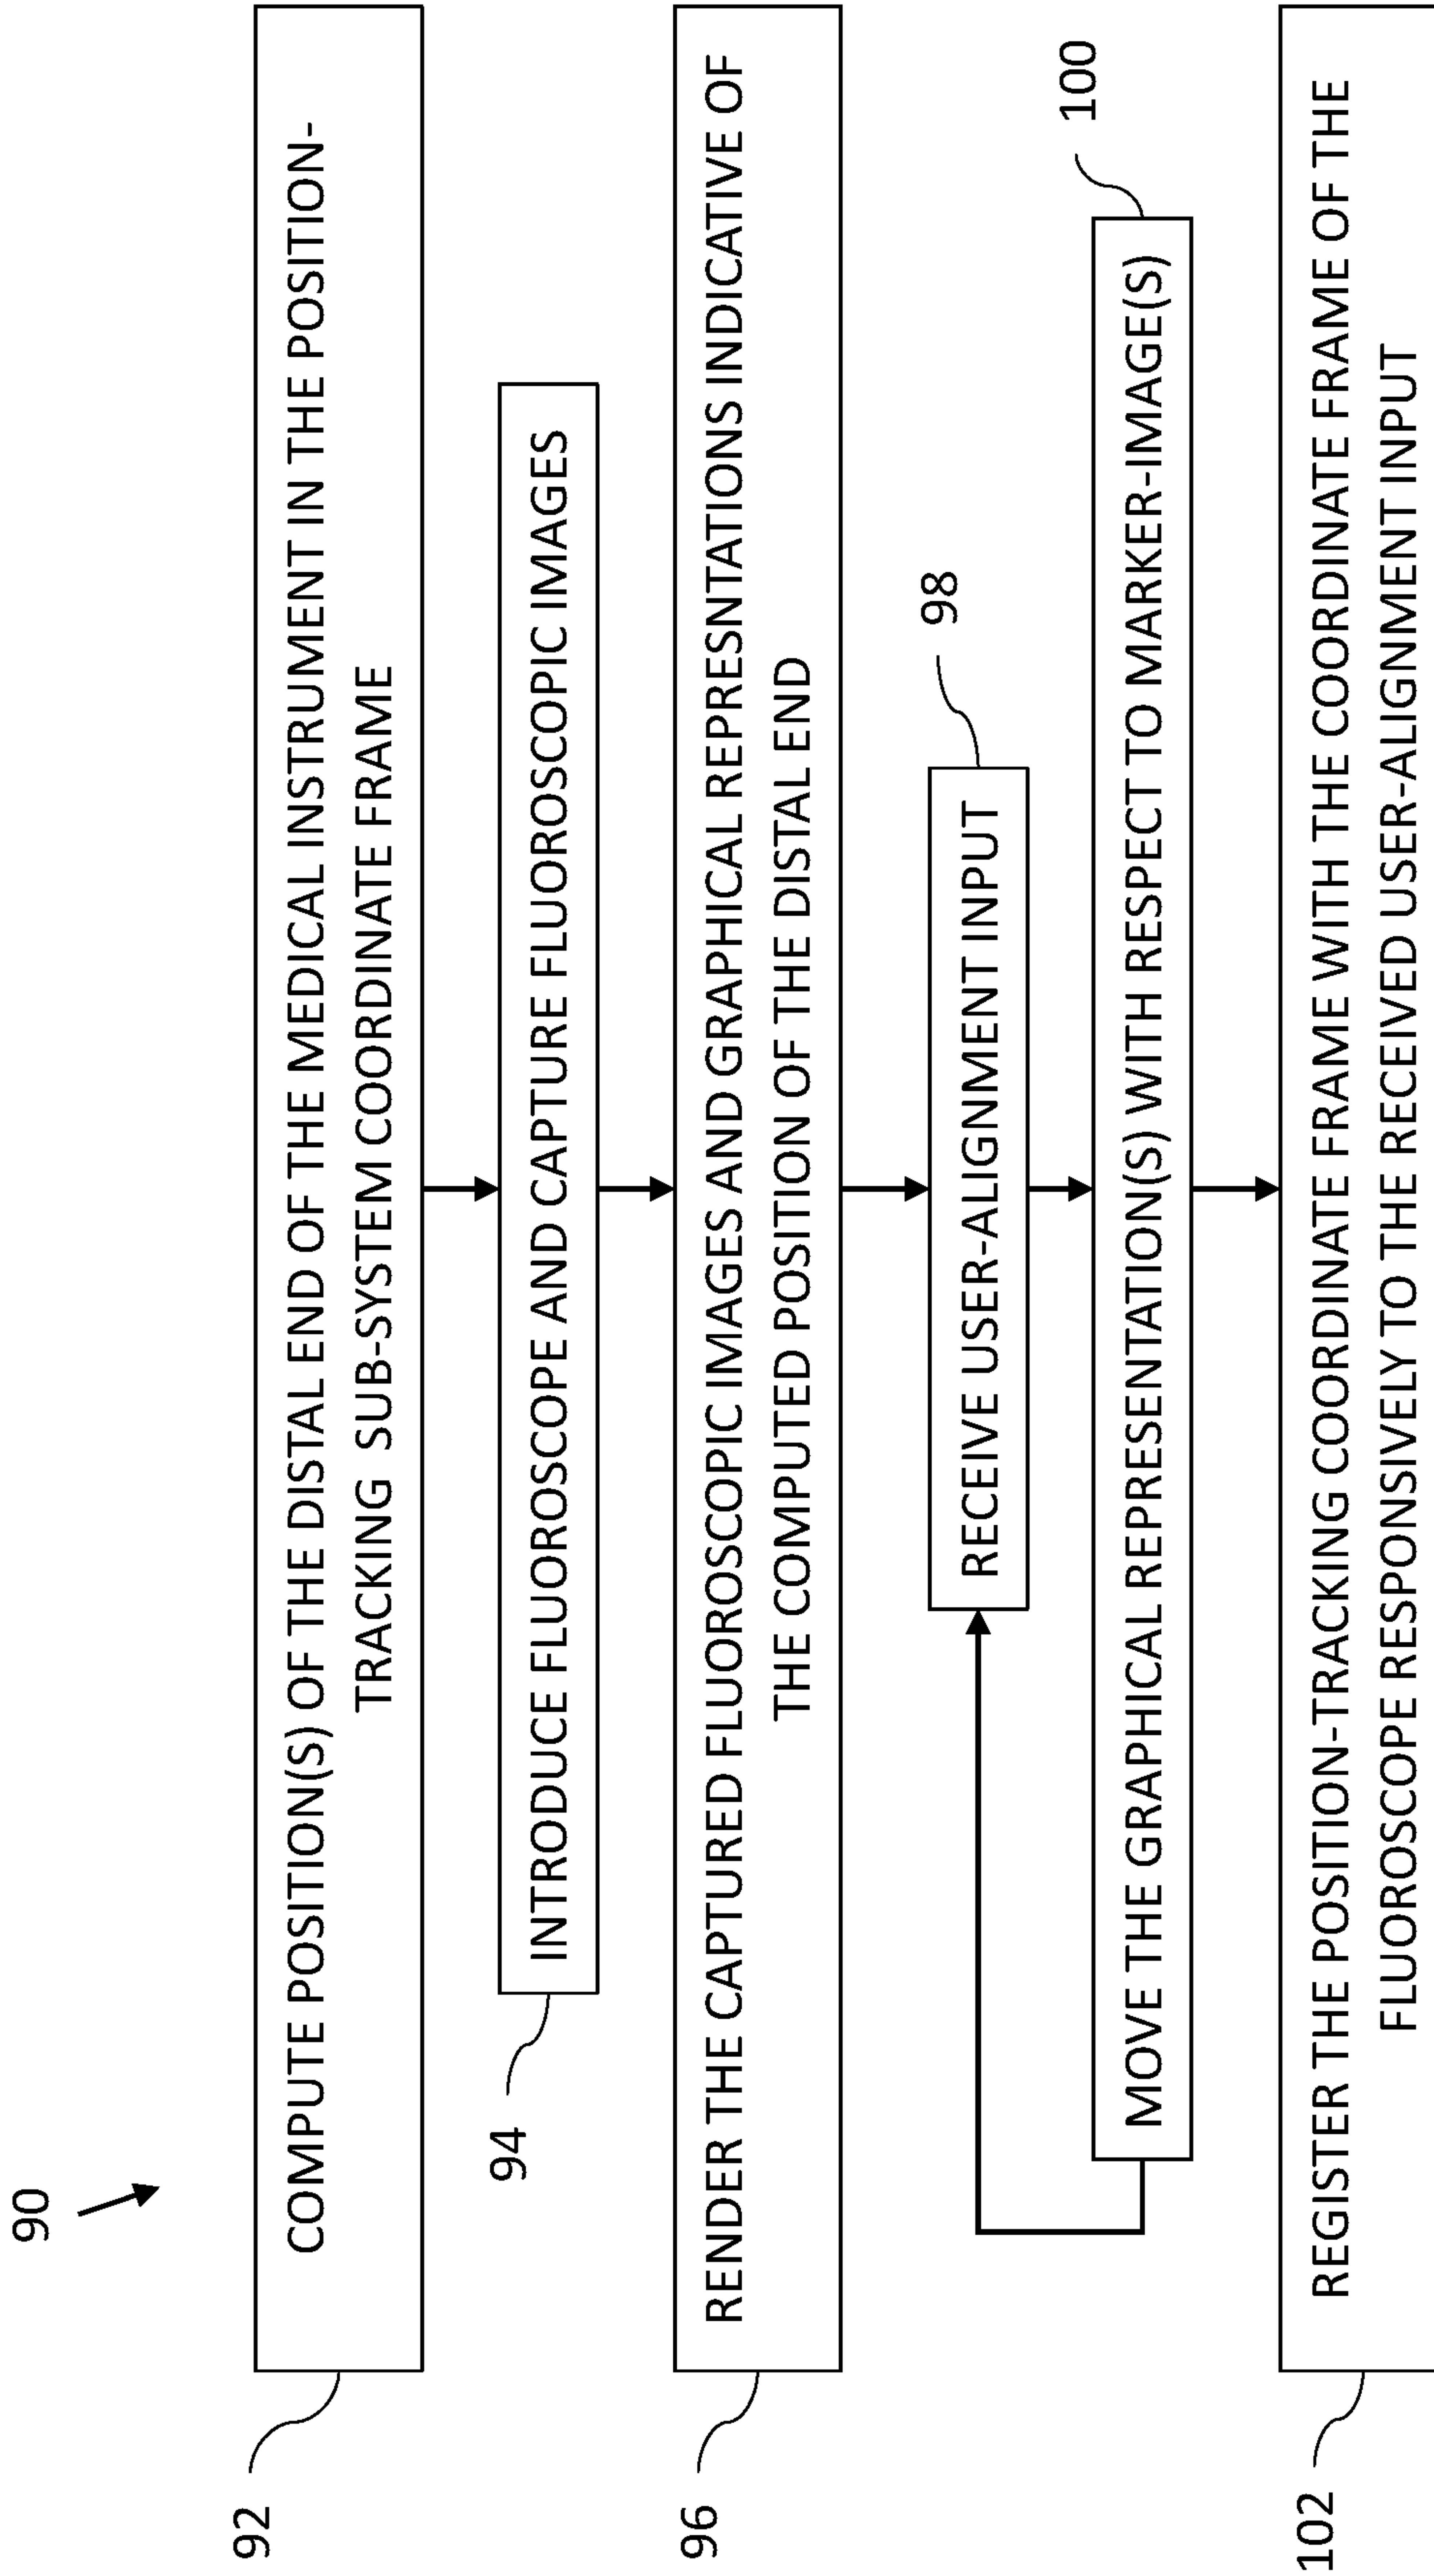 90
92
COMPUTE POSITION(S) OF THE DISTAL END OF THE MEDICAL INSTRUMENT IN THE POSITION-
TRACKING SUB-SYSTEM COORDINATE FRAME
94
INTRODUCE FLUOROSCOPE AND CAPTURE FLUOROSCOPIC IMAGES
96
RENDER THE CAPTURED FLUOROSCOPIC IMAGES AND GRAPHICAL REPRESNTATIONS INDICATIVE OF
THE COMPUTED POSITION OF THE DISTAL END
98
RECEIVE USER-ALIGNMENT INPUT
100
MOVE THE GRAPHICAL REPRESENTATION(S) WITH RESPECT TO MARKER-IMAGE(S)
102
REGISTER THE POSITION-TRACKING COORDINATE FRAME WITH THE COORDINATE FRAME OF THE
FLUOROSCOPE RESPONSIVELY TO THE RECEIVED USER-ALIGNMENT INPUT